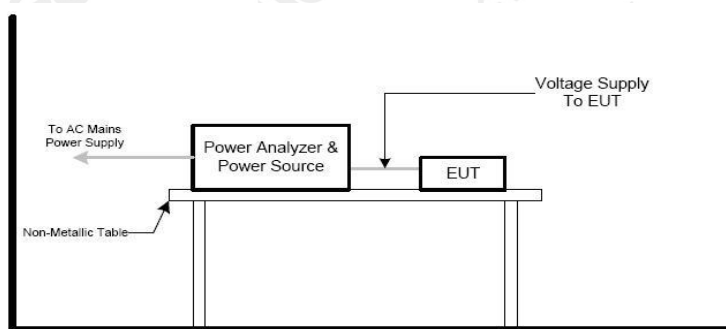 Voltage Supply
To EUT
To AC Mains
Power Supply
Power Analyzer &
Power Source
EUT
Non-Metallic Table